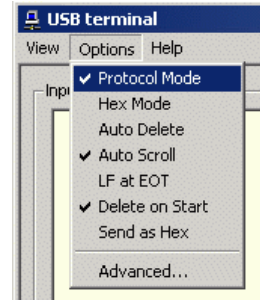 USB terminal
View Options Help
Protocol Mode
Hex Mode
Auto Delete
Auto Scroll
LF at EOT
Delete on Start
Send as Hex
Advanced...